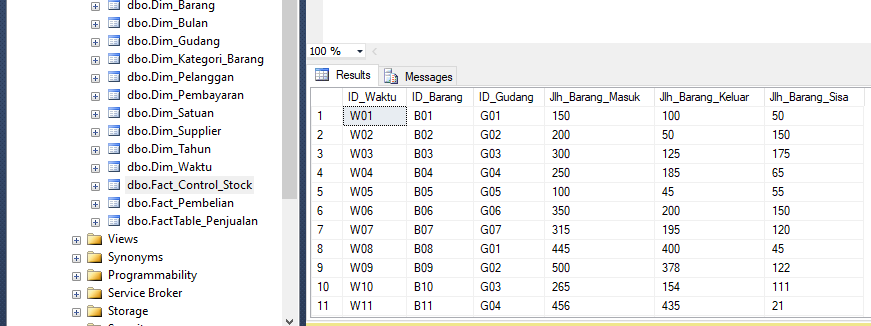 dbo.Dim_Barang
dbo.Dim_Bulan
dbo.Dim_Gudang
dbo.Dim_Kategori_Barang
dbo.Dim_Pelanggan
dbo.Dim_Pembayaran
dbo.Dim_Satuan
dbo.Dim_Supplier
dbo.Dim_Tahun
dbo.Dim_Waktu
dbo.Fact_Control_Stock
dbo.Fact_Pembelian
dbo.FactTable_Penjualan
Views
Synonyms
Programmability
Service Broker
Storage
100 %
Results Messages
ID_Waktu ID_Barang ID_Gudang Jlh_Barang_Masuk Jlh_Barang_Keluar Jlh_Barang_Sisa
1 W01 B01 G01 150 100 50
2 W02 B02 G02 200 50 150
3 W03 B03 G03 300 125 175
4 W04 B04 G04 250 185 65
5 W05 B05 G05 100 45 55
6 W06 B06 G06 350 200 150
7 W07 B07 G07 315 195 120
8 W08 B08 G01 445 400 45
9 W09 B09 G02 500 378 122
10 W10 B10 G03 265 154 111
11 W11 B11 G04 456 435 21